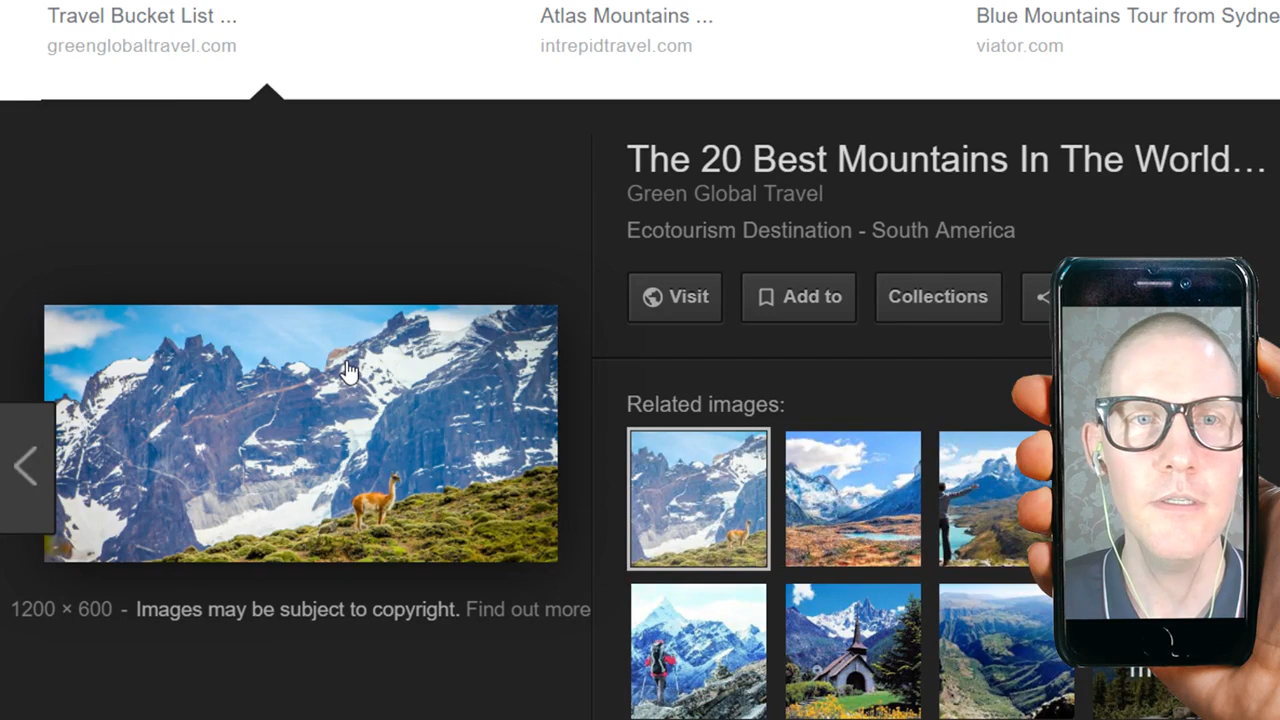 Travel Bucket List ...
greenglobaltravel.com
Atlas Mountains ...
intrepidtravel.com
Blue Mountains Tour from Sydne
viator.com
The 20 Best Mountains In The World...
Green Global Travel
Ecotourism Destination - South America
Visit
Add to
Collections
Related images:
1200 × 600 - Images may be subject to copyright. Find out more